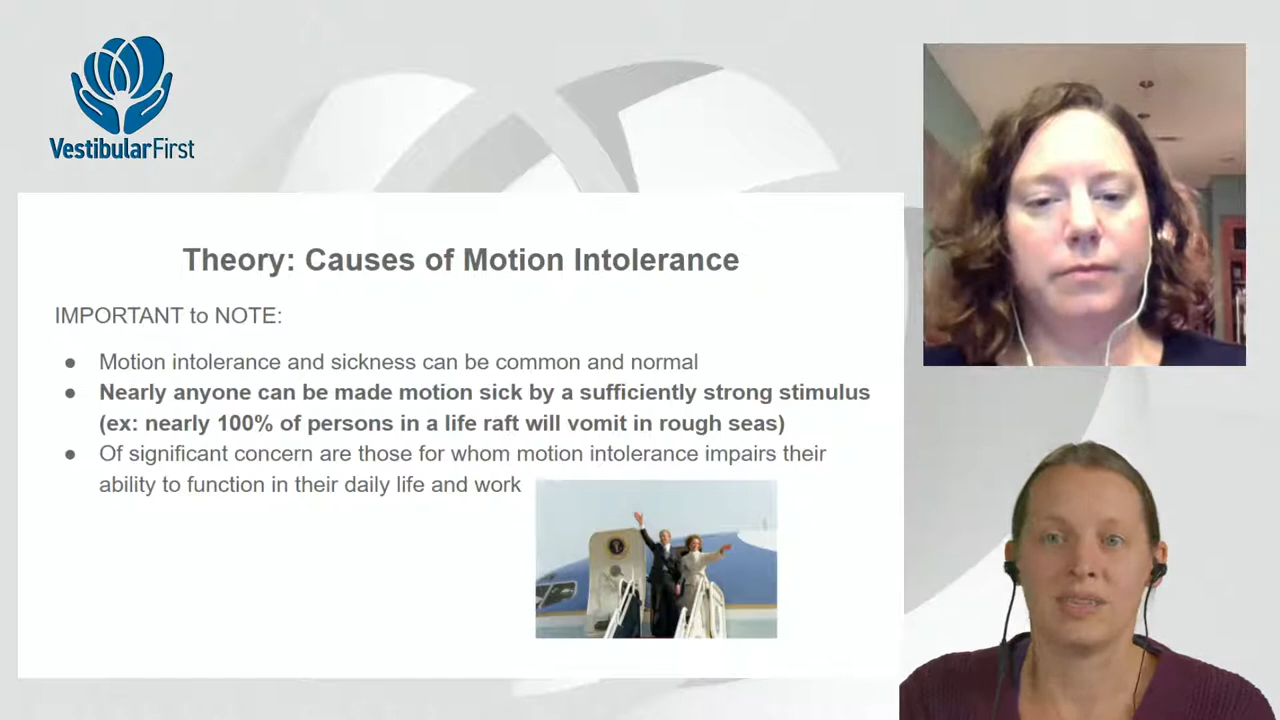 VestibularFirst
Theory: Causes of Motion Intolerance
IMPORTANT to NOTE:
● Motion intolerance and sickness can be common and normal
● Nearly anyone can be made motion sick by a sufficiently strong stimulus
(ex: nearly 100% of persons in a life raft will vomit in rough seas)
● Of significant concern are those for whom motion intolerance impairs their
ability to function in their daily life and work